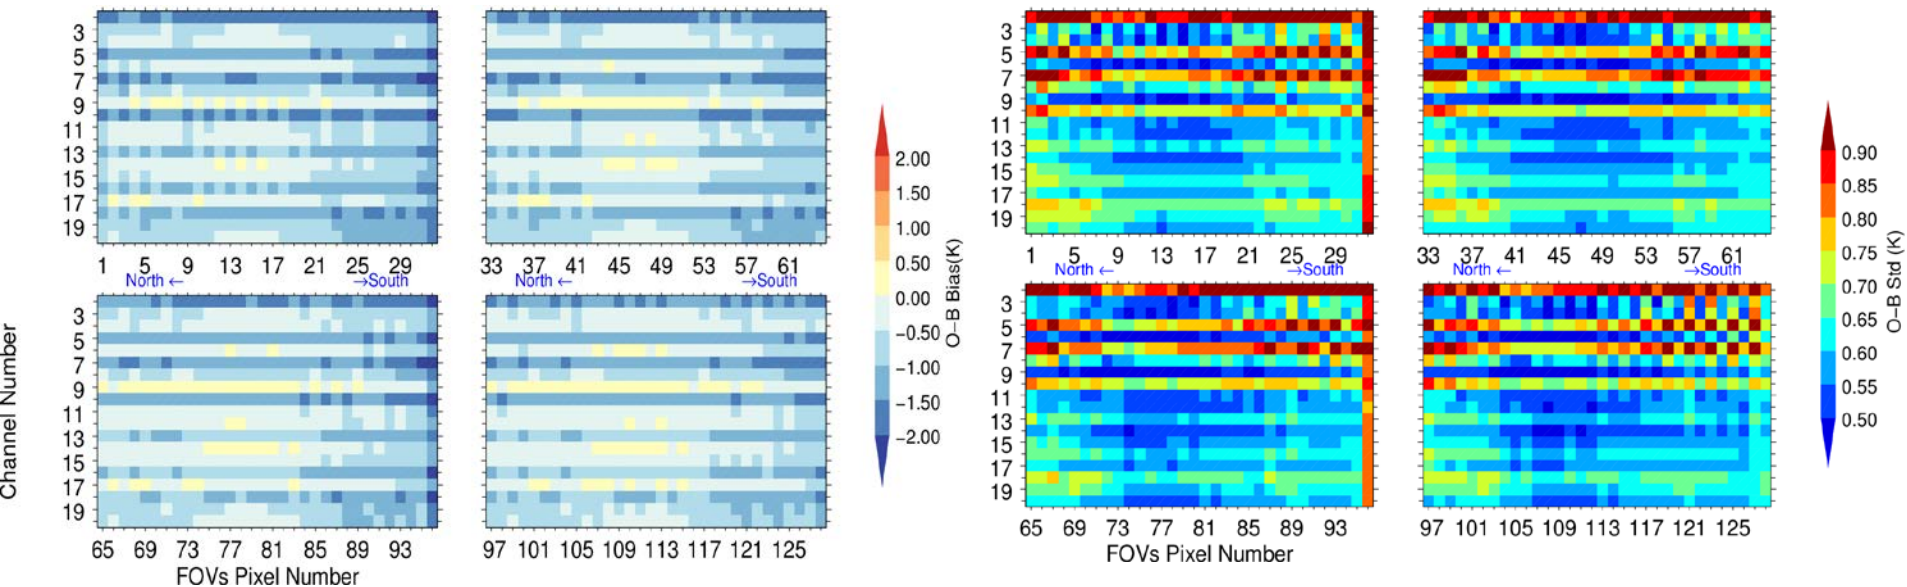 3
5
7
9
11
13
15
17
19
1 5 9 13 17 21 25 29
North ← →South
33 37 41 45 49 53 57 61
North ← →South
3
5
7
9
11
13
15
17
19
65 69 73 77 81 85 89 93
FOVs Pixel Number
97 101 105 109 113 117 121 125
FOVs Pixel Number
Channel Number
2.00
1.50
1.00
0.50
0.00
−0.50
−1.00
−1.50
−2.00
O−B Bias(K)
3
5
7
9
11
13
15
17
19
1 5 9 13 17 21 25 29
North ← →South
33 37 41 45 49 53 57 61
North ← →South
3
5
7
9
11
13
15
17
19
65 69 73 77 81 85 89 93
FOVs Pixel Number
97 101 105 109 113 117 121 125
FOVs Pixel Number
0.90
0.85
0.80
0.75
0.70
0.65
0.60
0.55
0.50
O−B Std (K)